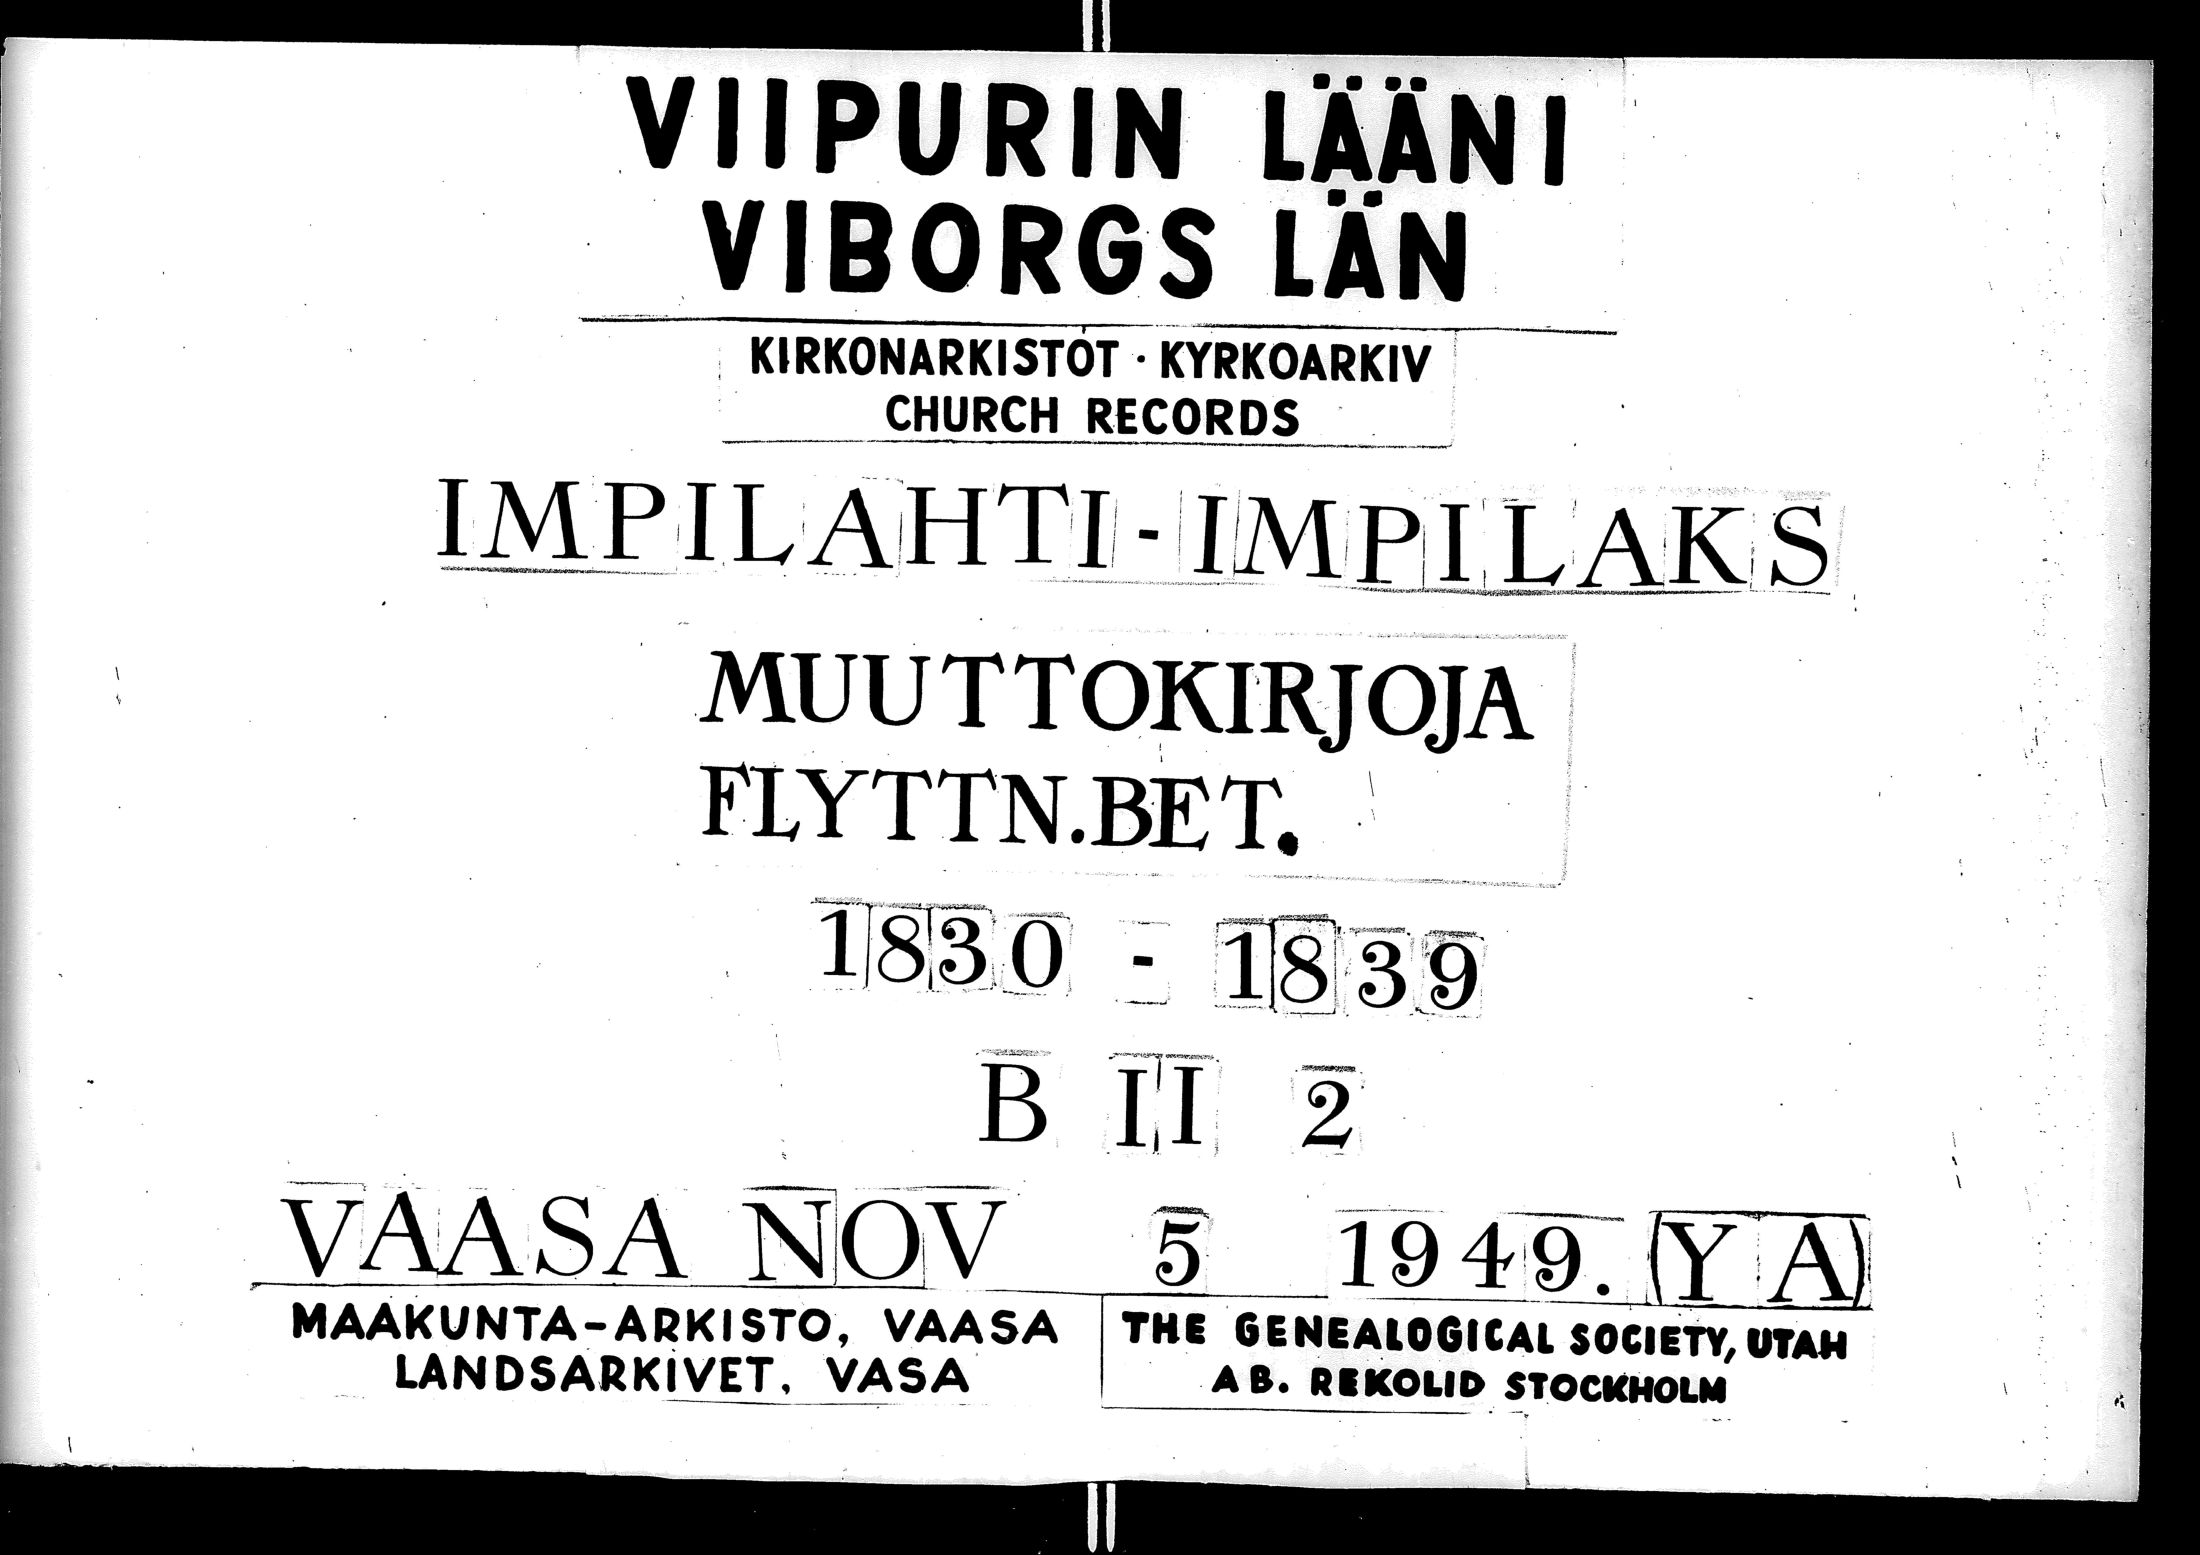 VIIPURIN LÄÄNI
VIBORGS LÄN
KIRKONARKISTOT · KYRKOARKIV
CHURCH RECORDS
IMPILAHTI - IMPILAKS
MUUTTOKIRJOJA
FLYTTN.BET.
1830 - 1839
B II 2
VAASA NOV 5 1949. (YA)
MAAKUNTA-ARKISTO, VAASA
LANDSARKIVET, VASA
THE GENEALOGICAL SOCIETY, UTAH
AB. REKOLID STOCKHOLM